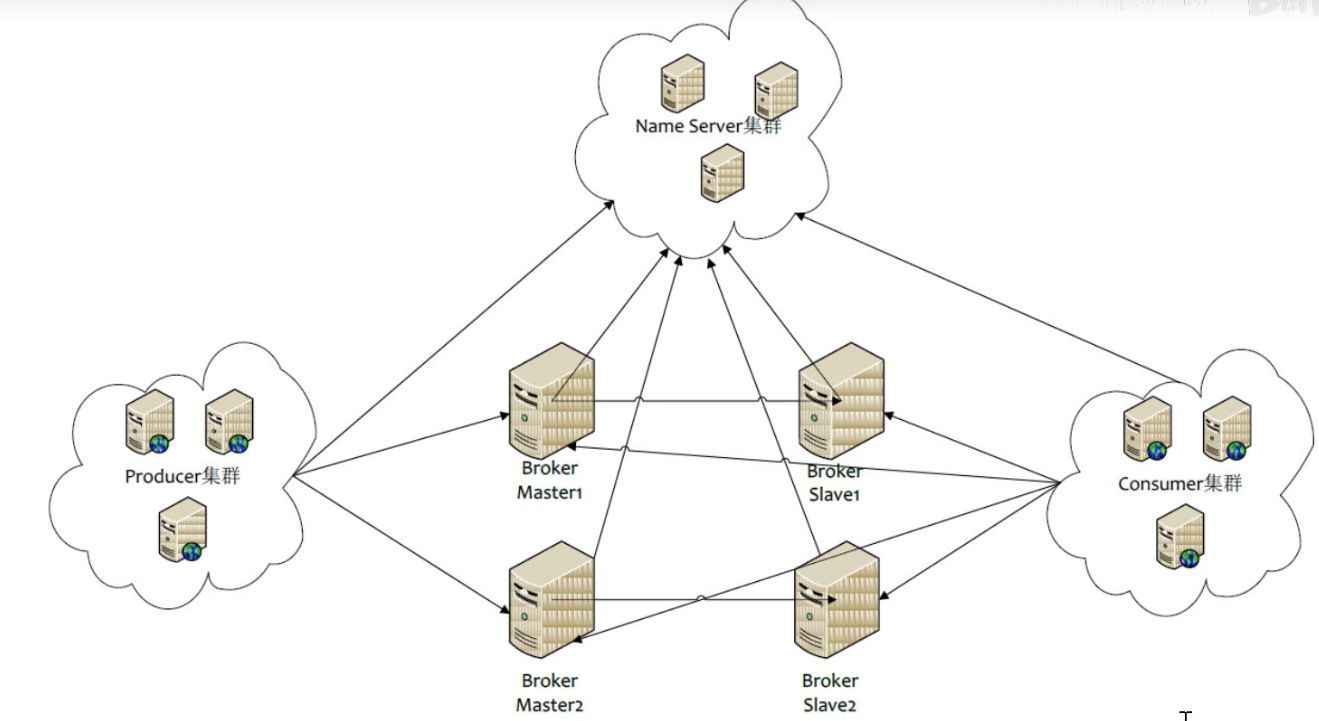 Name Server集群
Producer集群
Broker
Master1
Broker
Slave1
Consumer集群
Broker
Master2
Broker
Slave2